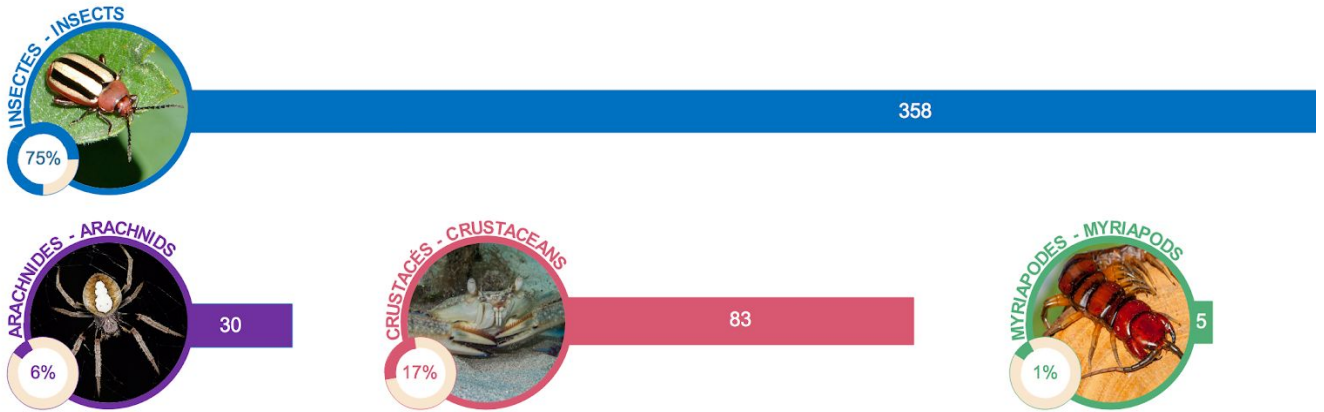 INSECTES - INSECTS
358
75%
ARACHNIDES - ARACHNIDS
30
6%
CRUSTACÉS - CRUSTACEANS
83
17%
MYRIAPODES - MYRIAPODS
5
1%